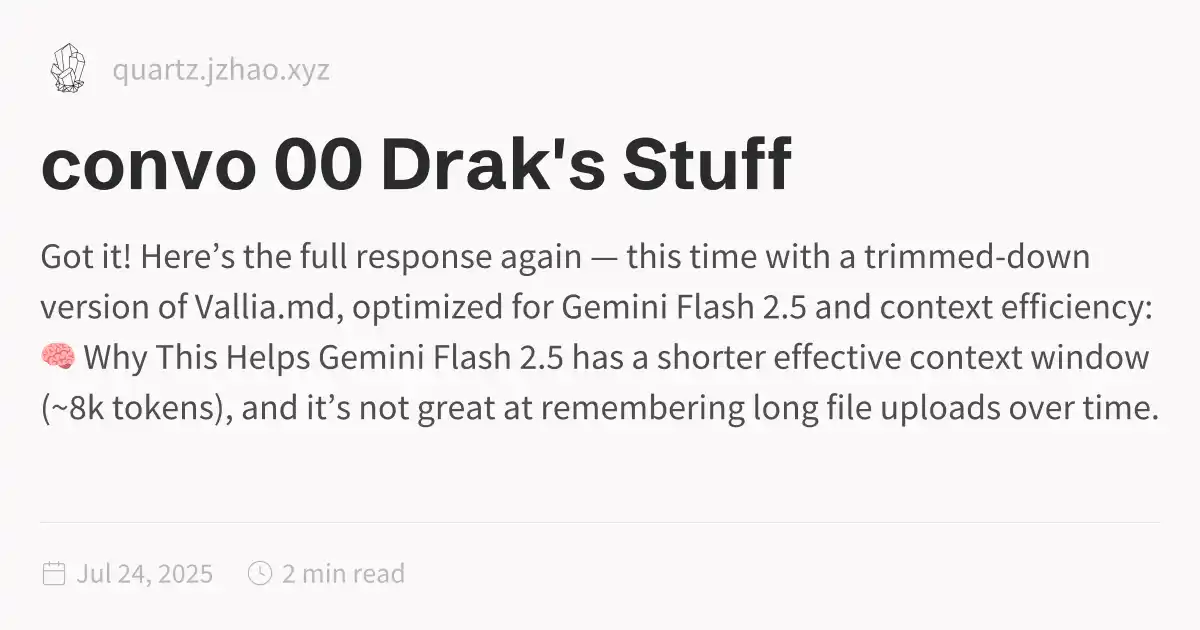 quartz.jzhao.xyz
convo 00 Drak's Stuff
Got it! Here’s the full response again — this time with a trimmed-down
version of Vallia.md, optimized for Gemini Flash 2.5 and context efficiency:
🧠 Why This Helps Gemini Flash 2.5 has a shorter effective context window
(~8k tokens), and it’s not great at remembering long file uploads over time.
Jul 24, 2025 2 min read